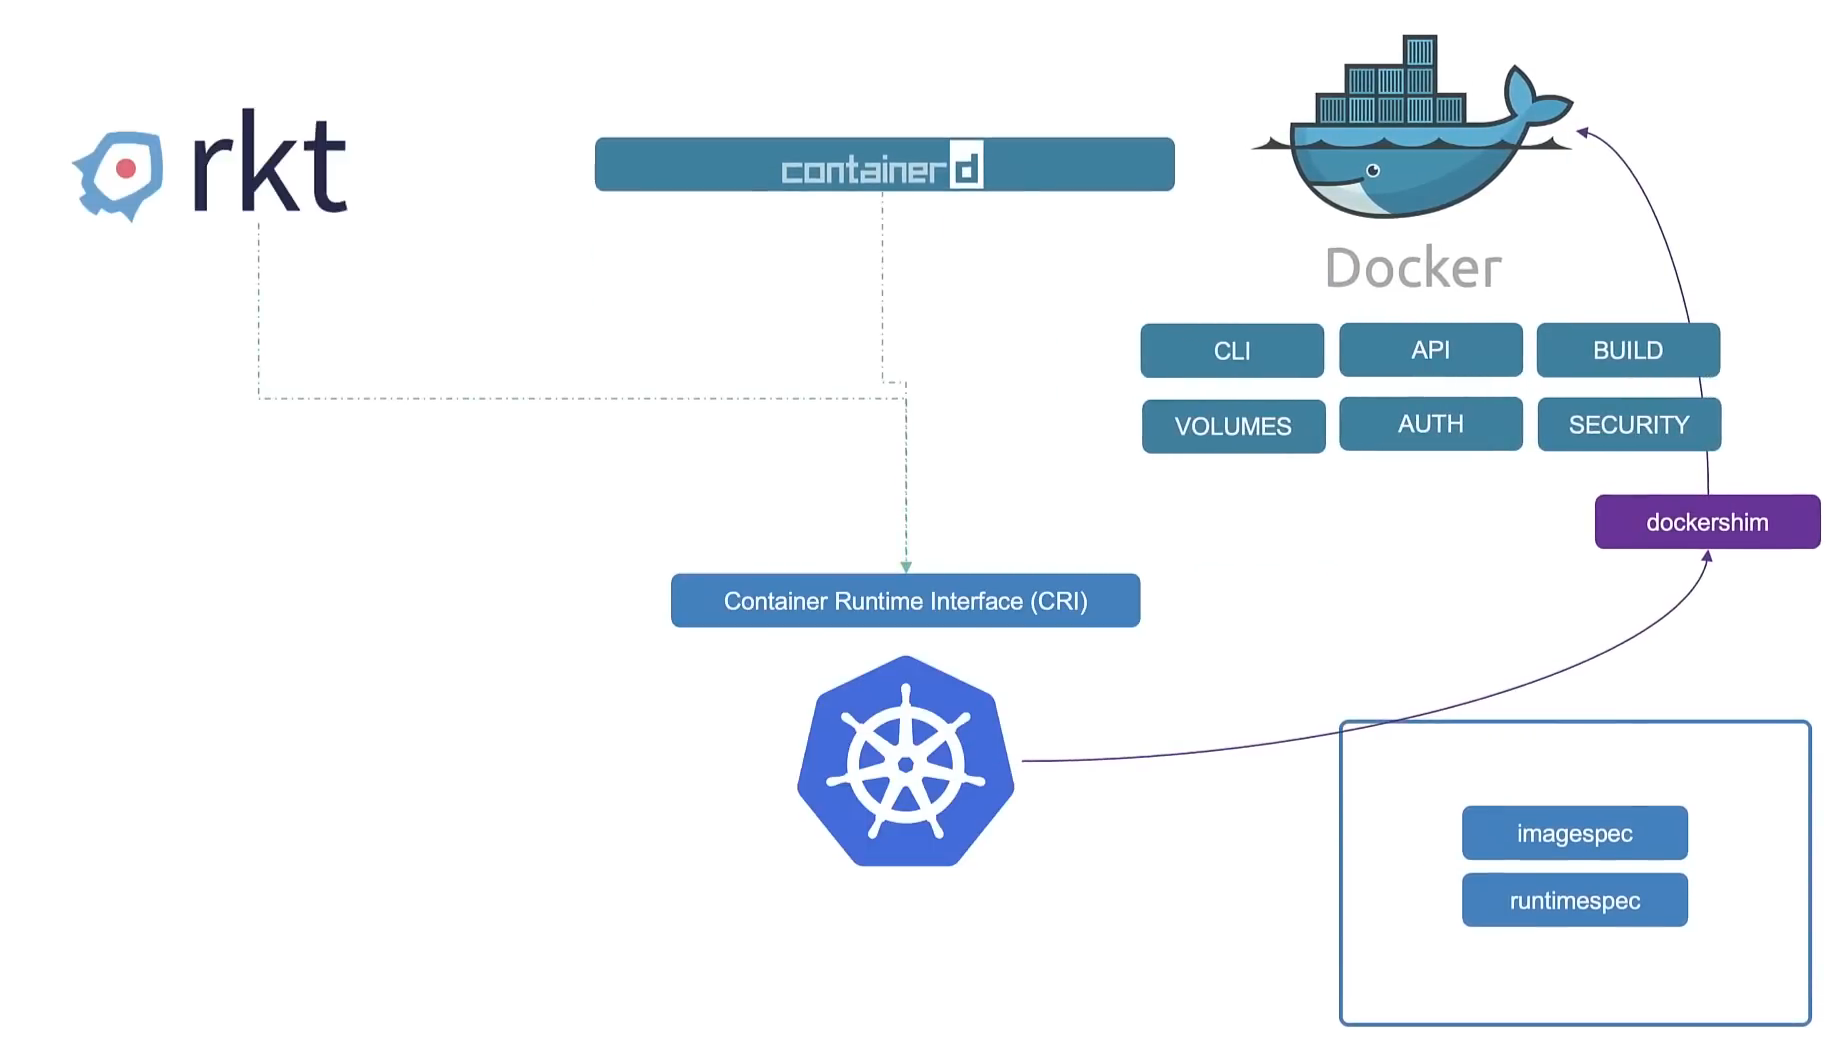 rkt
containerd
Docker
CLI
API
BUILD
VOLUMES
AUTH
SECURITY
dockershim
Container Runtime Interface (CRI)
imagespec
runtimespec